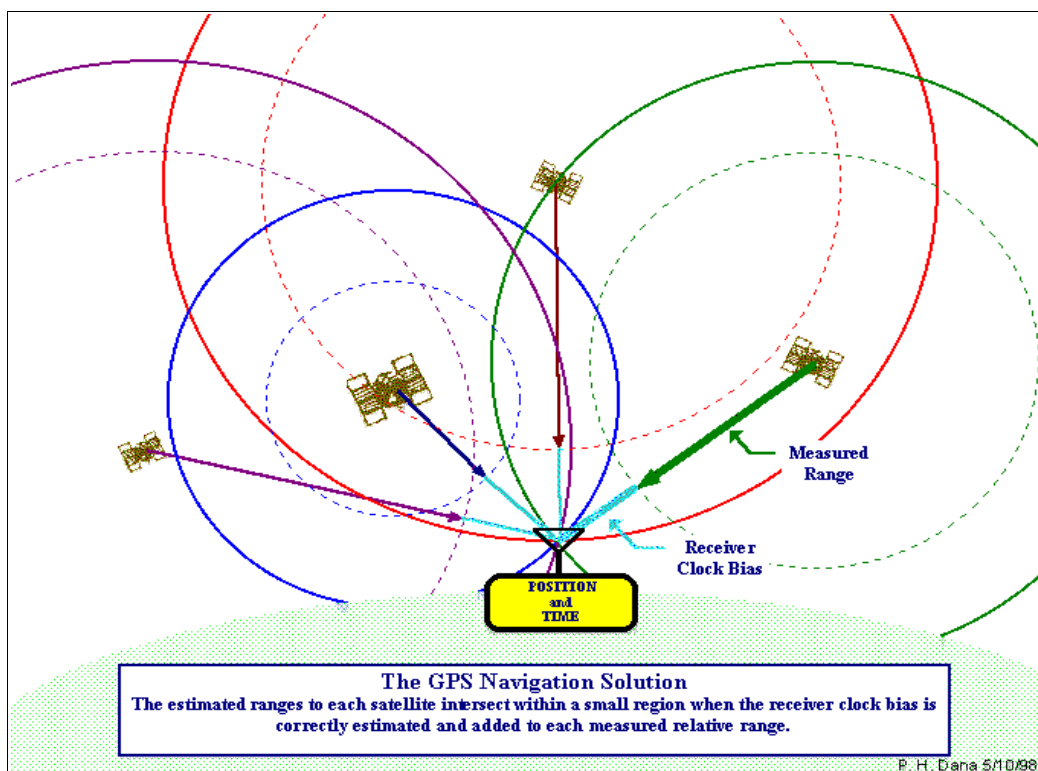 Measured
Range
Receiver
Clock Bias
POSITION
and
TIME
The GPS Navigation Solution
The estimated ranges to each satellite intersect within a small region when the receiver clock bias is
correctly estimated and added to each measured relative range.
P. H. Dana 5/10/98